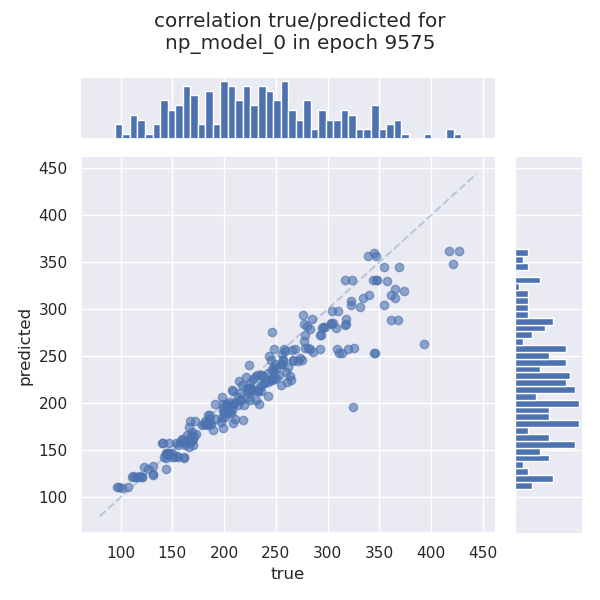 correlation true/predicted for
np_model_0 in epoch 9575
450
400
350
300
250
200
150
100
predicted
100 150 200 250 300 350 400 450
true